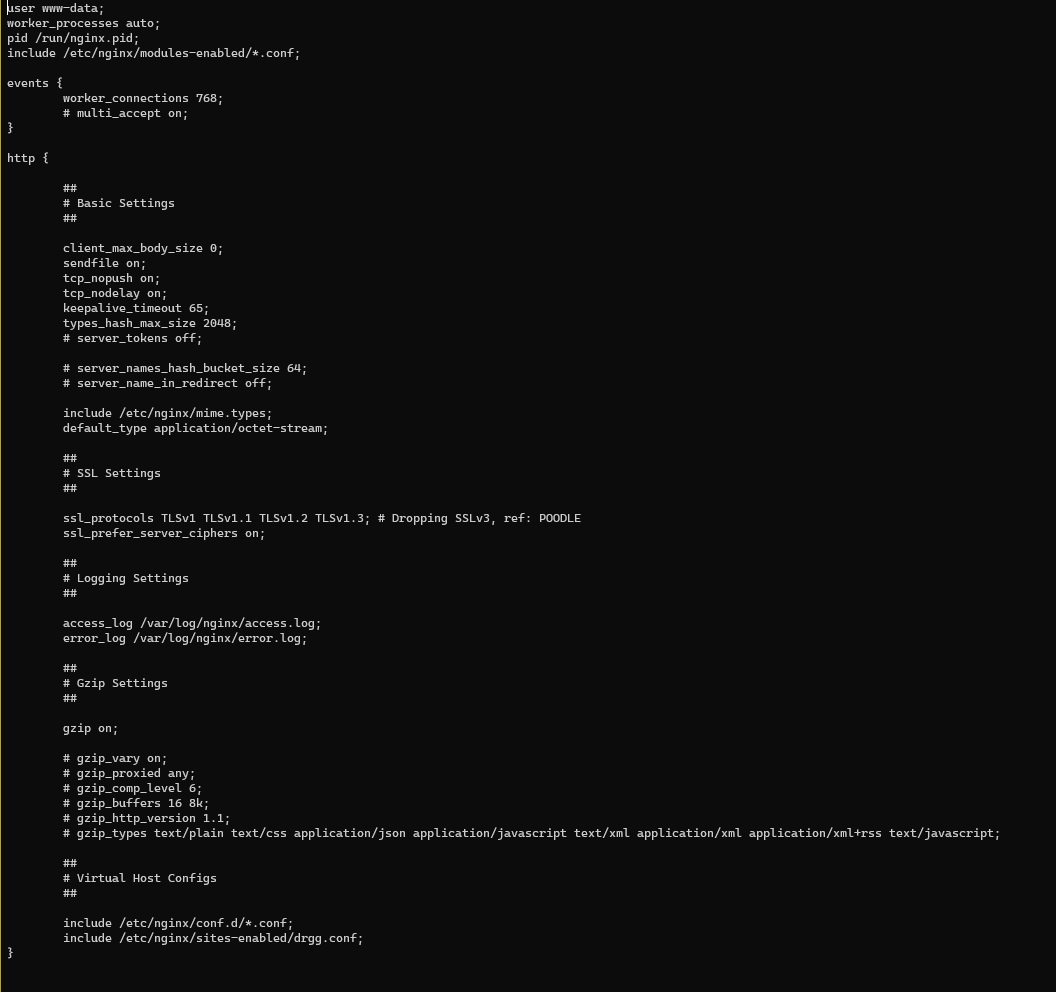 user www-data;
worker_processes auto;
pid /run/nginx.pid;
include /etc/nginx/modules-enabled/*.conf;

events {
        worker_connections 768;
        # multi_accept on;
}

http {

        ##
        # Basic Settings
        ##

        client_max_body_size 0;
        sendfile on;
        tcp_nopush on;
        tcp_nodelay on;
        keepalive_timeout 65;
        types_hash_max_size 2048;
        # server_tokens off;

        # server_names_hash_bucket_size 64;
        # server_name_in_redirect off;

        include /etc/nginx/mime.types;
        default_type application/octet-stream;

        ##
        # SSL Settings
        ##

        ssl_protocols TLSv1 TLSv1.1 TLSv1.2 TLSv1.3; # Dropping SSLv3, ref: POODLE
        ssl_prefer_server_ciphers on;

        ##
        # Logging Settings
        ##

        access_log /var/log/nginx/access.log;
        error_log /var/log/nginx/error.log;

        ##
        # Gzip Settings
        ##

        gzip on;

        # gzip_vary on;
        # gzip_proxied any;
        # gzip_comp_level 6;
        # gzip_buffers 16 8k;
        # gzip_http_version 1.1;
        # gzip_types text/plain text/css application/json application/javascript text/xml application/xml application/xml+rss text/javascript;

        ##
        # Virtual Host Configs
        ##

        include /etc/nginx/conf.d/*.conf;
        include /etc/nginx/sites-enabled/drgg.conf;
}